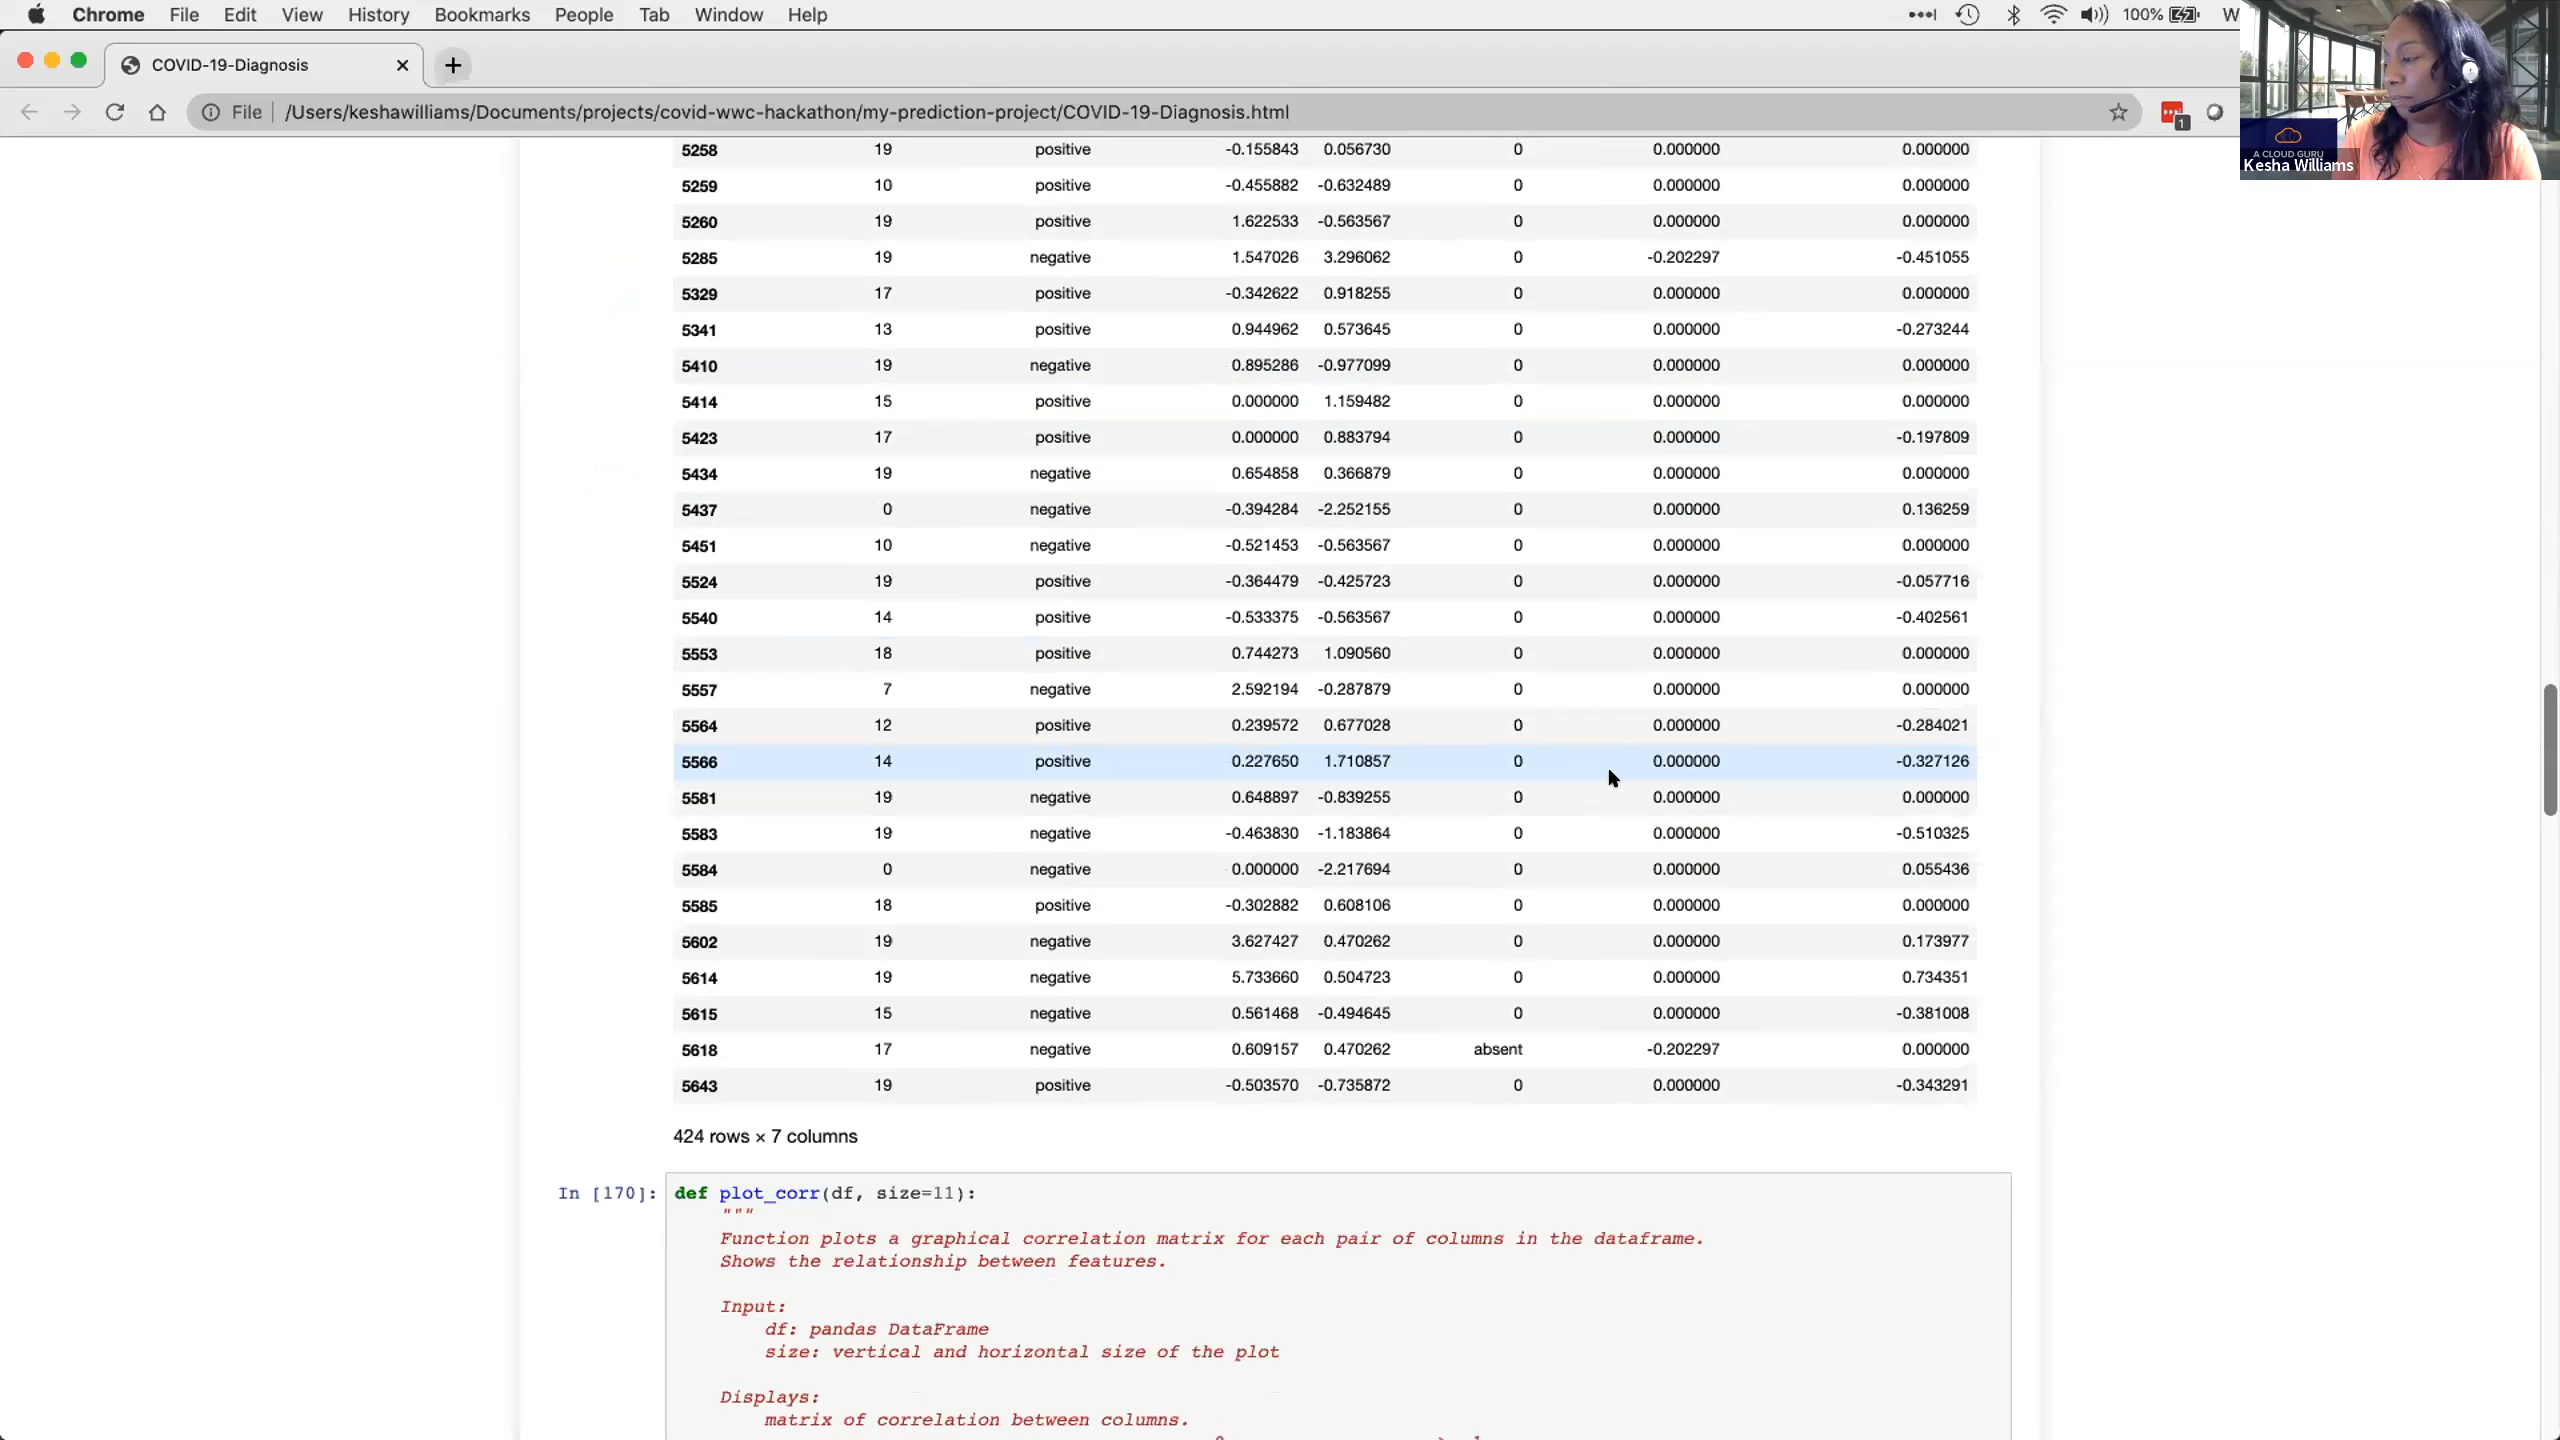 Chrome File Edit View History Bookmarks People Tab Window Help 100% W
COVID-19-Diagnosis
File /Users/keshawilliams/Documents/projects/covid-wwc-hackathon/my-prediction-project/COVID-19-Diagnosis.html 1
A CLOUD GURU
Kesha Williams
5258 19 positive -0.155843 0.056730 0 0.000000 0.000000
5259 10 positive -0.455882 -0.632489 0 0.000000 0.000000
5260 19 positive 1.622533 -0.563567 0 0.000000 0.000000
5285 19 negative 1.547026 3.296062 0 -0.202297 -0.451055
5329 17 positive -0.342622 0.918255 0 0.000000 0.000000
5341 13 positive 0.944962 0.573645 0 0.000000 -0.273244
5410 19 negative 0.895286 -0.977099 0 0.000000 0.000000
5414 15 positive 0.000000 1.159482 0 0.000000 0.000000
5423 17 positive 0.000000 0.883794 0 0.000000 -0.197809
5434 19 negative 0.654858 0.366879 0 0.000000 0.000000
5437 0 negative -0.394284 -2.252155 0 0.000000 0.136259
5451 10 negative -0.521453 -0.563567 0 0.000000 0.000000
5524 19 positive -0.364479 -0.425723 0 0.000000 -0.057716
5540 14 positive -0.533375 -0.563567 0 0.000000 -0.402561
5553 18 positive 0.744273 1.090560 0 0.000000 0.000000
5557 7 negative 2.592194 -0.287879 0 0.000000 0.000000
5564 12 positive 0.239572 0.677028 0 0.000000 -0.284021
5566 14 positive 0.227650 1.710857 0 0.000000 -0.327126
5581 19 negative 0.648897 -0.839255 0 0.000000 0.000000
5583 19 negative -0.463830 -1.183864 0 0.000000 -0.510325
5584 0 negative 0.000000 -2.217694 0 0.000000 0.055436
5585 18 positive -0.302882 0.608106 0 0.000000 0.000000
5602 19 negative 3.627427 0.470262 0 0.000000 0.173977
5614 19 negative 5.733660 0.504723 0 0.000000 0.734351
5615 15 negative 0.561468 -0.494645 0 0.000000 -0.381008
5618 17 negative 0.609157 0.470262 absent -0.202297 0.000000
5643 19 positive -0.503570 -0.735872 0 0.000000 -0.343291
424 rows × 7 columns
In [170]: def plot_corr(df, size=11):
"""
Function plots a graphical correlation matrix for each pair of columns in the dataframe.
Shows the relationship between features.
Input:
df: pandas DataFrame
size: vertical and horizontal size of the plot
Displays:
matrix of correlation between columns.